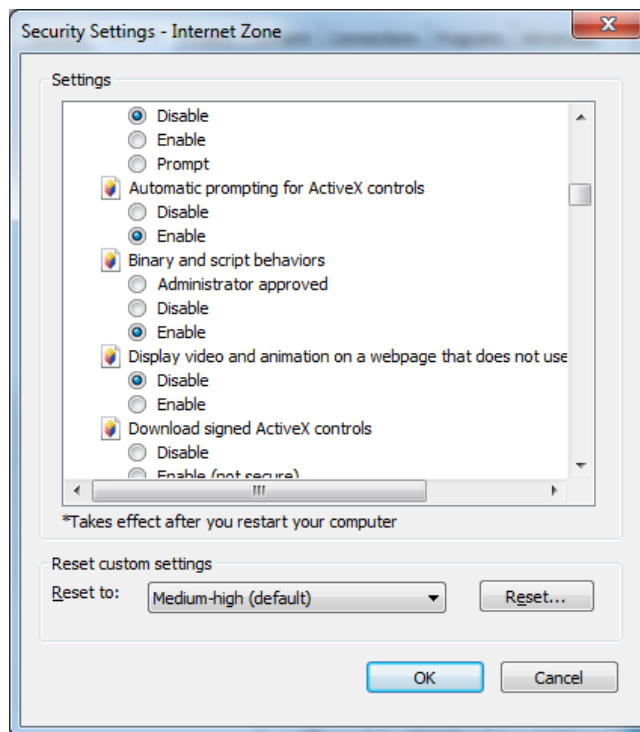 Security Settings - Internet Zone
Settings
Disable
Enable
Prompt
Automatic prompting for ActiveX controls
Disable
Enable
Binary and script behaviors
Administrator approved
Disable
Enable
Display video and animation on a webpage that does not use
Disable
Enable
Download signed ActiveX controls
Disable
Enable (not secure)
*Takes effect after you restart your computer
Reset custom settings
Reset to: Medium-high (default) Reset...
OK Cancel